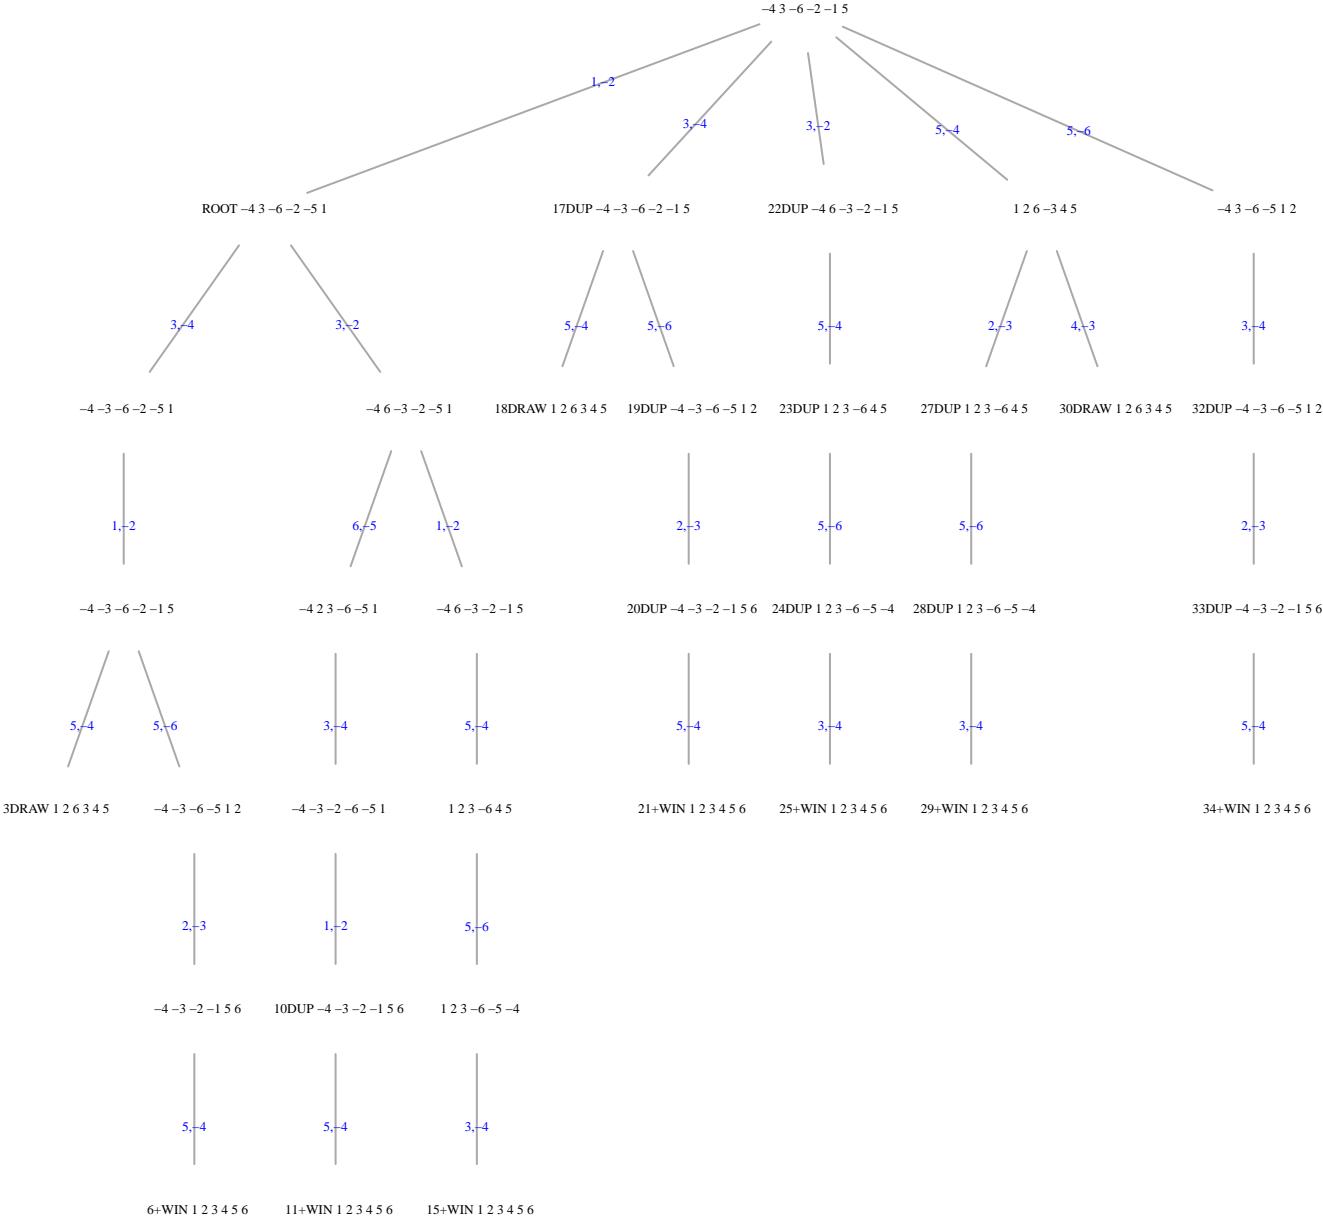 −4 3 −6 −2 −1 5
1,−2
3,−4
3,−2
5,−4
5,−6
ROOT −4 3 −6 −2 −5 1
17DUP −4 −3 −6 −2 −1 5
22DUP −4 6 −3 −2 −1 5
1 2 6 −3 4 5
−4 3 −6 −5 1 2
3,−4
3,−2
5,−4
5,−6
5,−4
2,−3
4,−3
3,−4
−4 −3 −6 −2 −5 1
−4 6 −3 −2 −5 1
18DRAW 1 2 6 3 4 5
19DUP −4 −3 −6 −5 1 2
23DUP 1 2 3 −6 4 5
27DUP 1 2 3 −6 4 5
30DRAW 1 2 6 3 4 5
32DUP −4 −3 −6 −5 1 2
1,−2
6,−5
1,−2
2,−3
5,−6
5,−6
2,−3
−4 −3 −6 −2 −1 5
−4 2 3 −6 −5 1
−4 6 −3 −2 −1 5
20DUP −4 −3 −2 −1 5 6
24DUP 1 2 3 −6 −5 −4
28DUP 1 2 3 −6 −5 −4
33DUP −4 −3 −2 −1 5 6
5,−4
5,−6
3,−4
5,−4
5,−4
3,−4
3,−4
5,−4
3DRAW 1 2 6 3 4 5
−4 −3 −6 −5 1 2
−4 −3 −2 −6 −5 1
1 2 3 −6 4 5
21+WIN 1 2 3 4 5 6
25+WIN 1 2 3 4 5 6
29+WIN 1 2 3 4 5 6
34+WIN 1 2 3 4 5 6
2,−3
1,−2
5,−6
−4 −3 −2 −1 5 6
10DUP −4 −3 −2 −1 5 6
1 2 3 −6 −5 −4
5,−4
5,−4
3,−4
6+WIN 1 2 3 4 5 6
11+WIN 1 2 3 4 5 6
15+WIN 1 2 3 4 5 6